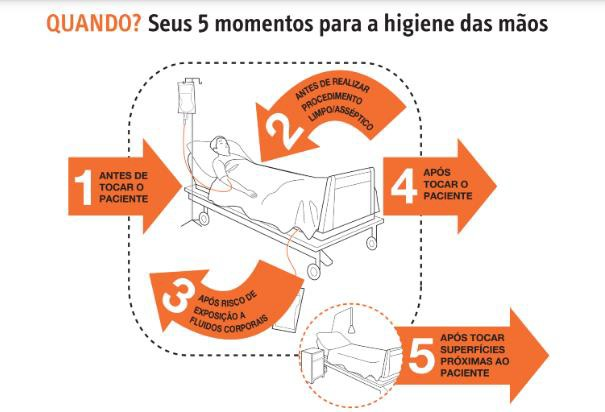 QUANDO? Seus 5 momentos para a higiene das mãos
1
ANTES DE
TOCAR O
PACIENTE
2
ANTES DE REALIZAR
PROCEDIMENTO
LIMPO/ASSÉPTICO
3
APÓS RISCO DE
EXPOSIÇÃO A
FLUIDOS CORPORAIS
4
APÓS
TOCAR O
PACIENTE
5
APÓS TOCAR
SUPERFÍCIES
PRÓXIMAS AO
PACIENTE